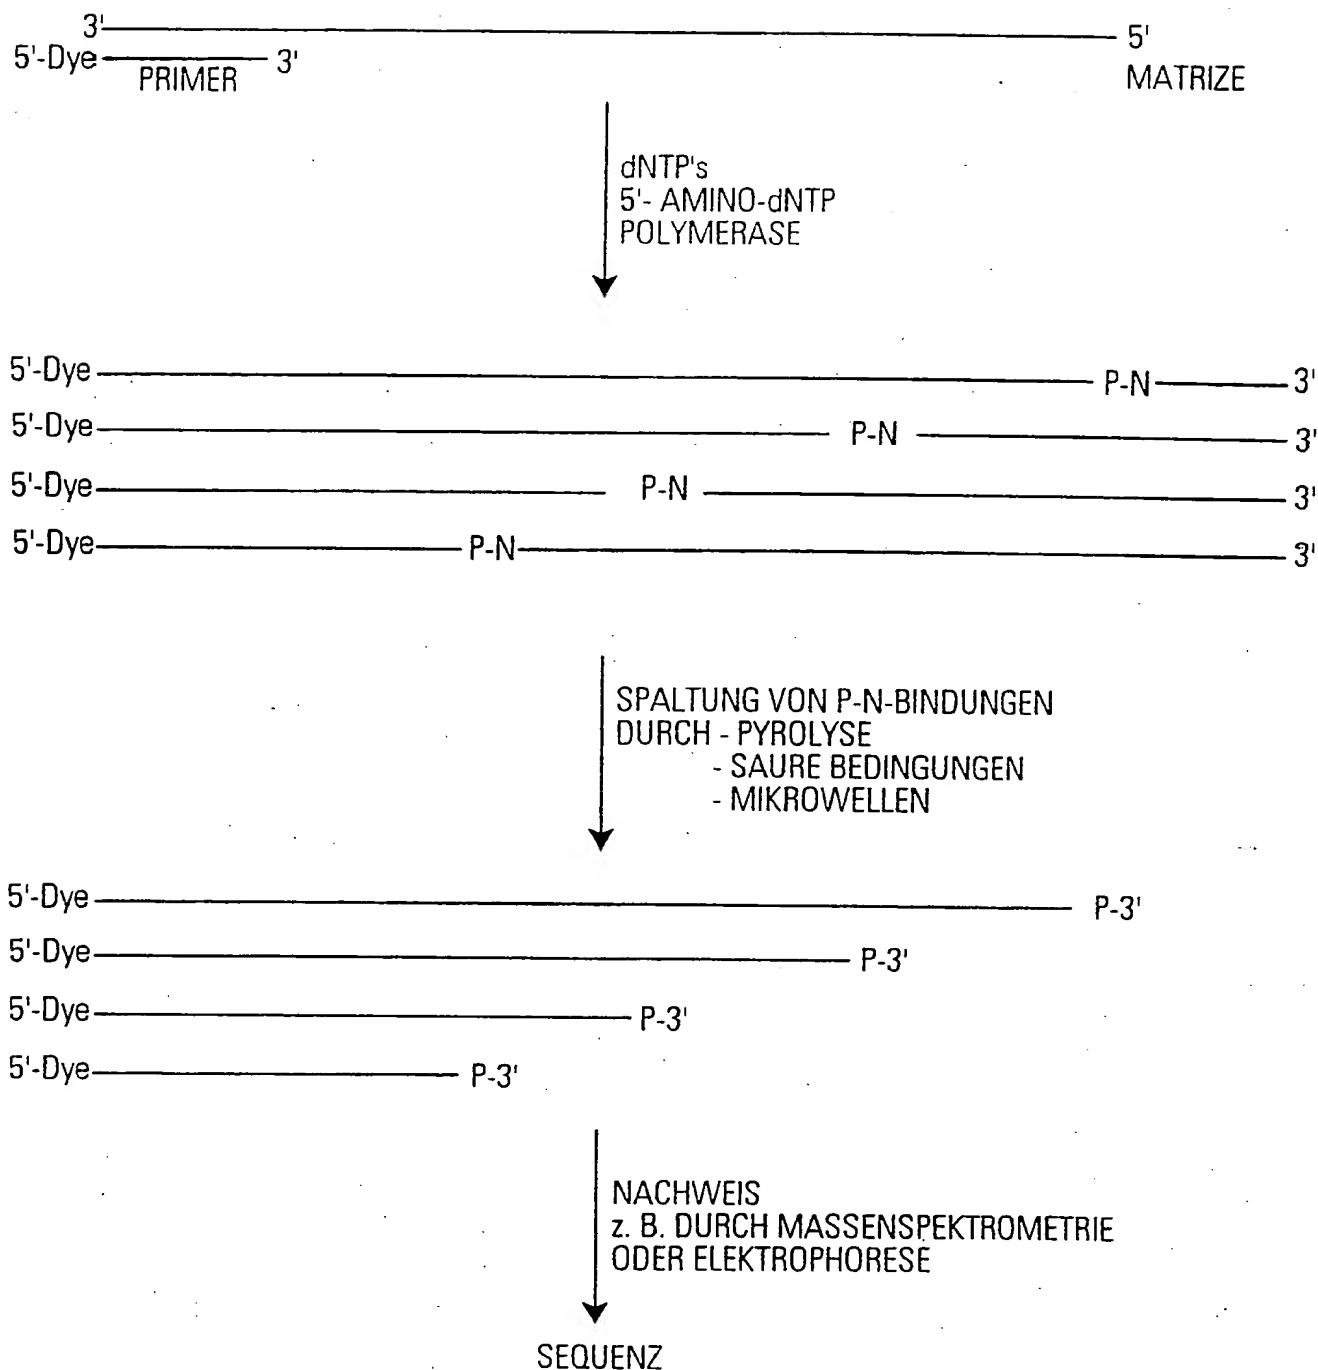 3' 5'
5'-Dye 3'
PRIMER MATRIZE
dNTP's
5'- AMINO-dNTP
POLYMERASE
5'-Dye P-N 3'
5'-Dye P-N 3'
5'-Dye P-N 3'
5'-Dye P-N 3'
SPALTUNG VON P-N-BINDUNGEN
DURCH - PYROLYSE
- SAURE BEDINGUNGEN
- MIKROWELLEN
5'-Dye P-3'
5'-Dye P-3'
5'-Dye P-3'
5'-Dye P-3'
NACHWEIS
z. B. DURCH MASSENSPEKTROMETRIE
ODER ELEKTROPHORESE
SEQUENZ